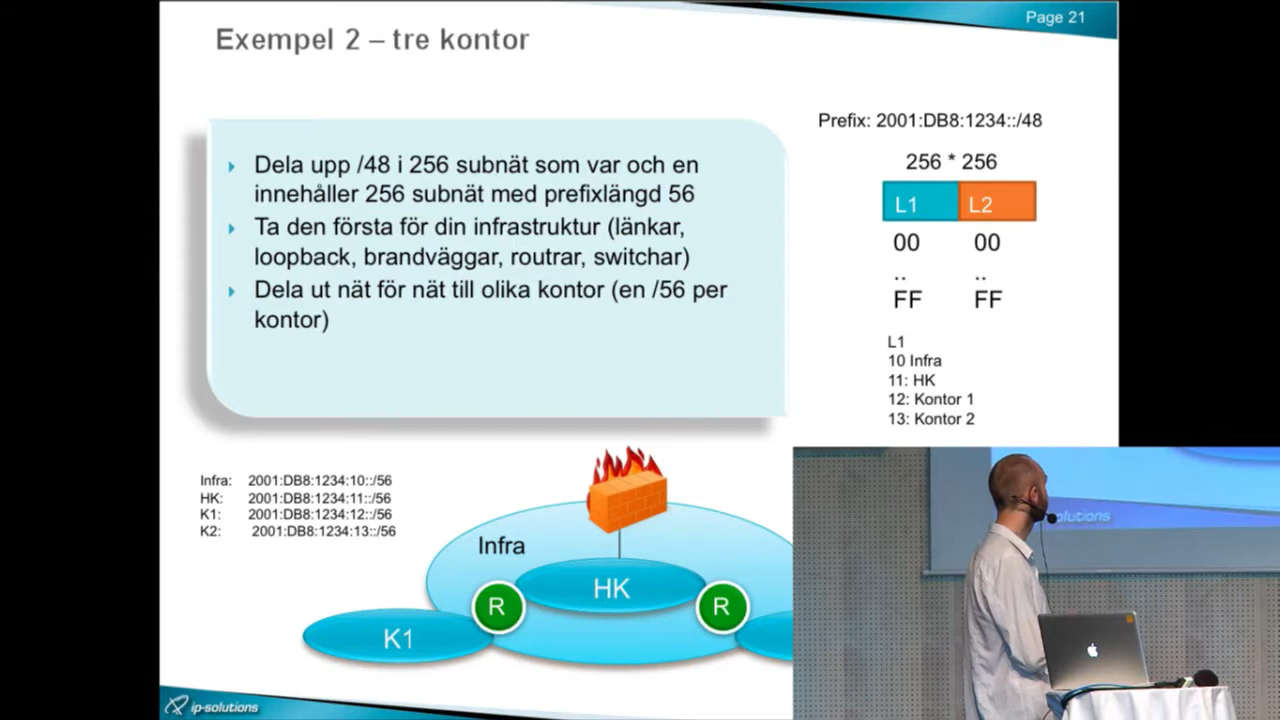 Page 21
Exempel 2 – tre kontor
Dela upp /48 i 256 subnät som var och en
innehåller 256 subnät med prefixlängd 56
Ta den första för din infrastruktur (länkar,
loopback, brandväggar, routrar, switchar)
Dela ut nät för nät till olika kontor (en /56 per
kontor)
Prefix: 2001:DB8:1234::/48
256 * 256
L1 L2
00 00
.. ..
FF FF
L1
10 Infra
11: HK
12: Kontor 1
13: Kontor 2
Infra: 2001:DB8:1234:10::/56
HK: 2001:DB8:1234:11::/56
K1: 2001:DB8:1234:12::/56
K2: 2001:DB8:1234:13::/56
Infra
HK
R R
K1
ip-solutions
olutions